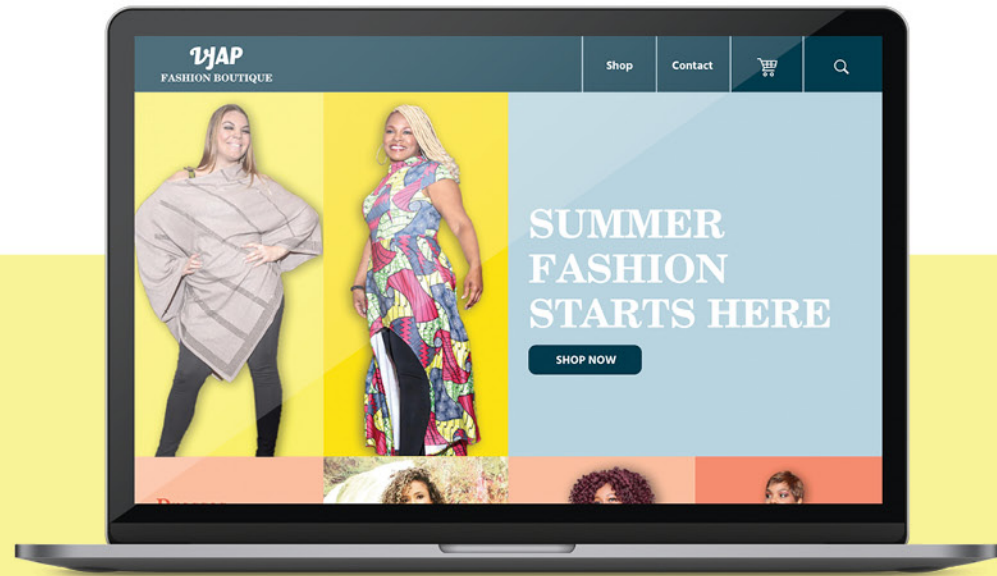 VJAP
FASHION BOUTIQUE
Shop
Contact
SUMMER
FASHION
STARTS HERE
SHOP NOW